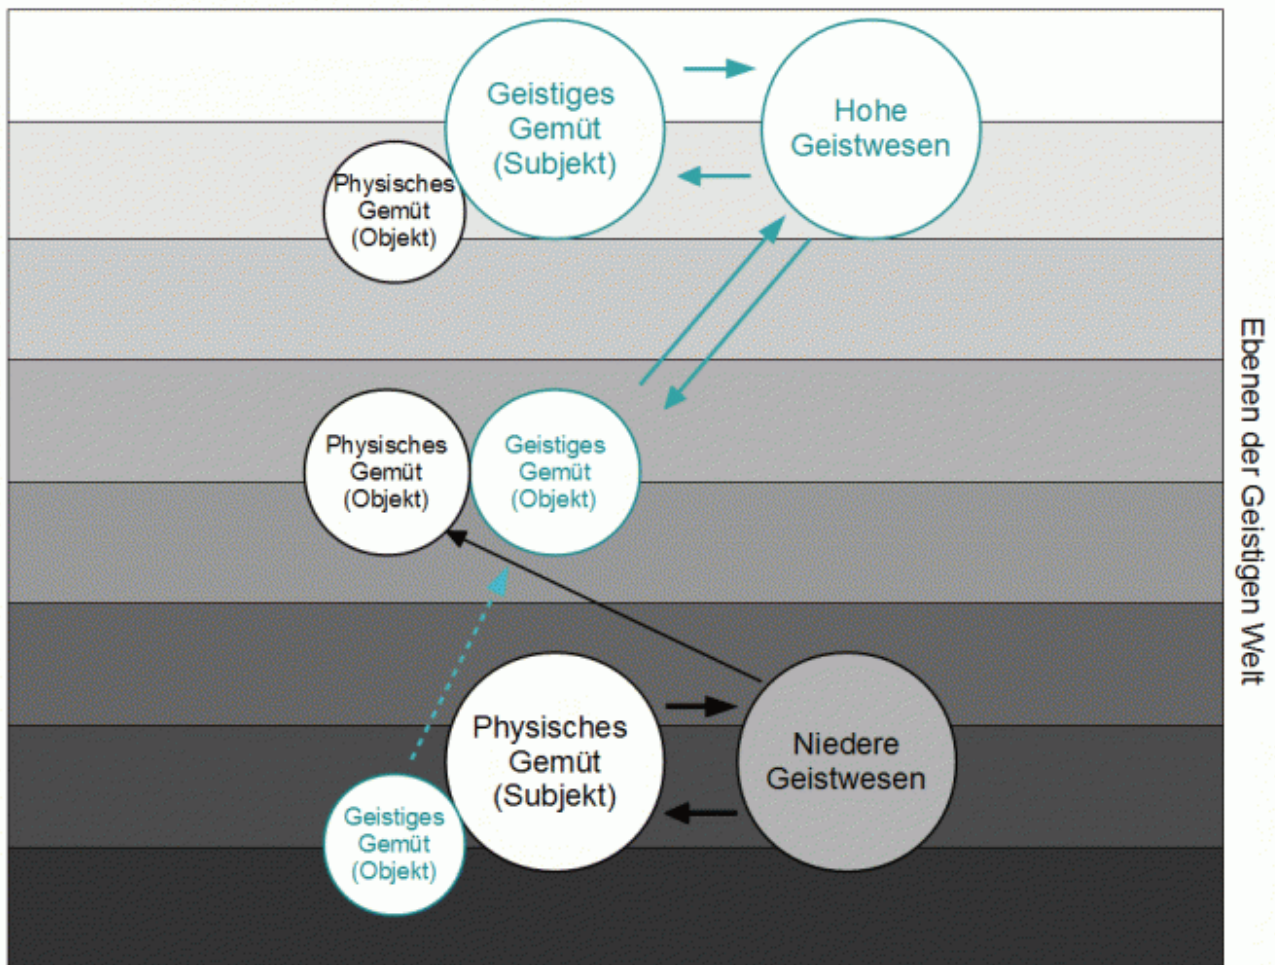 Geistiges
Gemüt
(Subjekt)
Hohe
Geistwesen
Physisches
Gemüt
(Objekt)
Physisches
Gemüt
(Objekt)
Geistiges
Gemüt
(Objekt)
Ebenen der Geistigen Welt
Physisches
Gemüt
(Subjekt)
Niedere
Geistwesen
Geistiges
Gemüt
(Objekt)